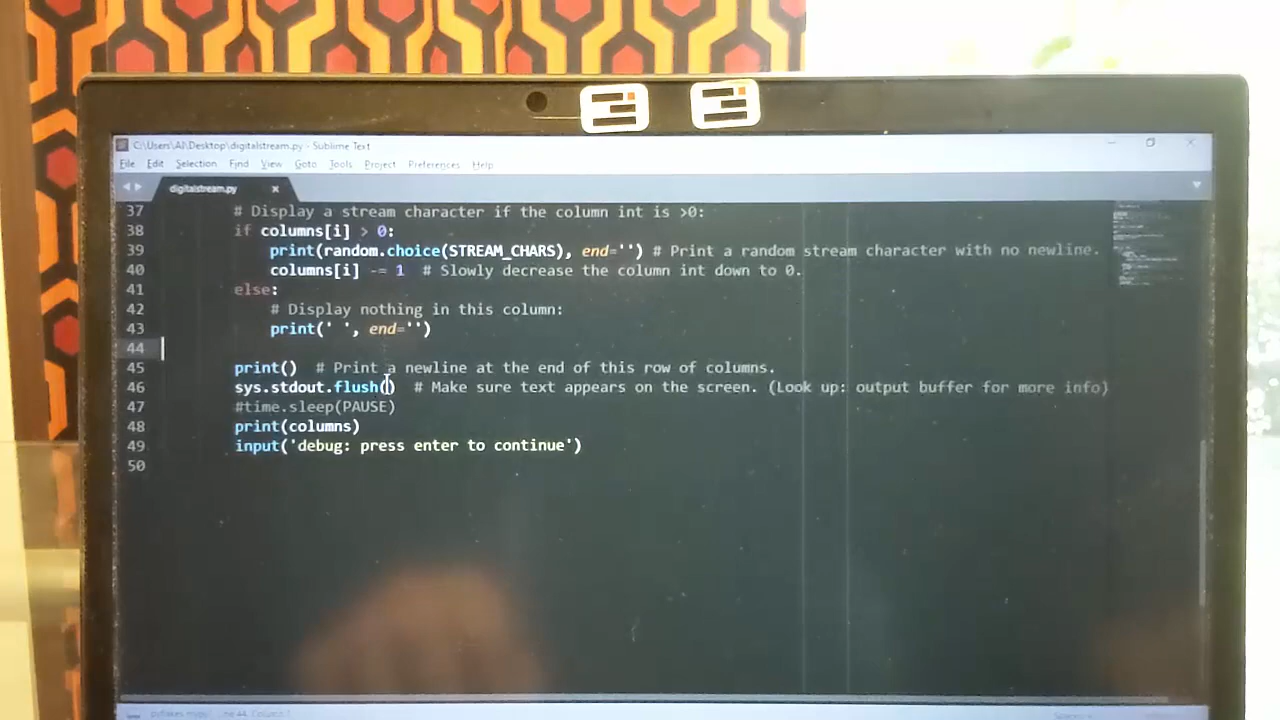 C:\Users\Al\Desktop\digitalstream.py - Sublime Text
File Edit Selection Find View Goto Tools Project Preferences Help
digitalstream.py
37 # Display a stream character if the column int is >0:
38 if columns[i] > 0:
39 print(random.choice(STREAM_CHARS), end='') # Print a random stream character with no newline.
40 columns[i] -= 1 # Slowly decrease the column int down to 0.
41 else:
42 # Display nothing in this column:
43 print(' ', end='')
44
45 print() # Print a newline at the end of this row of columns.
46 sys.stdout.flush() # Make sure text appears on the screen. (Look up: output buffer for more info)
47 #time.sleep(PAUSE)
48 print(columns)
49 input('debug: press enter to continue')
50